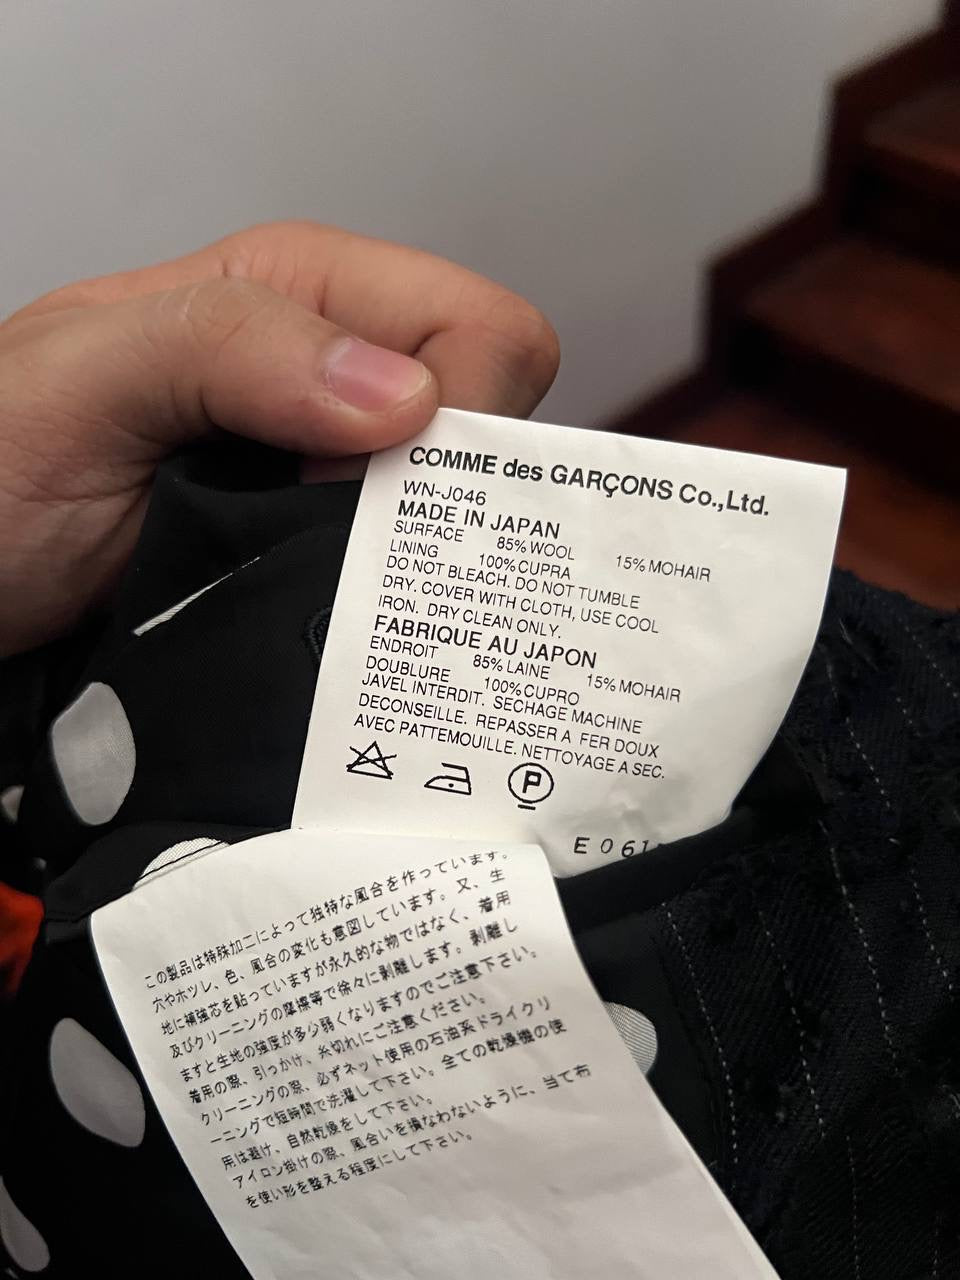 COMME des GARÇONS Co.,Ltd.
WN-J046
MADE IN JAPAN
SURFACE 85% WOOL 15% MOHAIR
LINING 100% CUPRA
DO NOT BLEACH. DO NOT TUMBLE
DRY. COVER WITH CLOTH, USE COOL
IRON. DRY CLEAN ONLY.
FABRIQUE AU JAPON
ENDROIT 85% LAINE 15% MOHAIR
DOUBLURE 100% CUPRO
JAVEL INTERDIT. SECHAGE MACHINE
DECONSEILLE. REPASSER A FER DOUX
AVEC PATTEMOUILLE. NETTOYAGE A SEC.
P
E 061
この製品は特殊加工によって独特な風合を作っています。
穴やホツレ、色、風合の変化も意図しています。又、生
地に補強芯を貼っていますが永久的な物ではなく、着用
及びクリーニングの摩擦等で徐々に剥離します。剥離し
ますと生地の強度が多少弱くなりますのでご注意下さい。
着用の際、引っかけ、糸切れにご注意ください。
クリーニングの際、必ずネット使用の石油系ドライクリ
ーニングで短時間で洗濯して下さい。全ての乾燥機の使
用は避け、自然乾燥をして下さい。
アイロン掛けの際、風合いを損なわないように、当て布
を使い形を整える程度にして下さい。